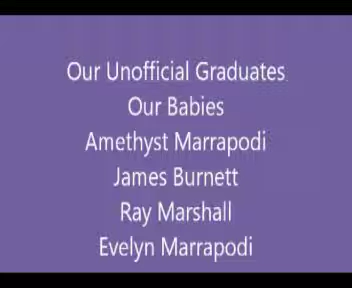 Our Unofficial Graduates
Our Babies
Amethyst Marrapodi
James Burnett
Ray Marshall
Evelyn Marrapodi